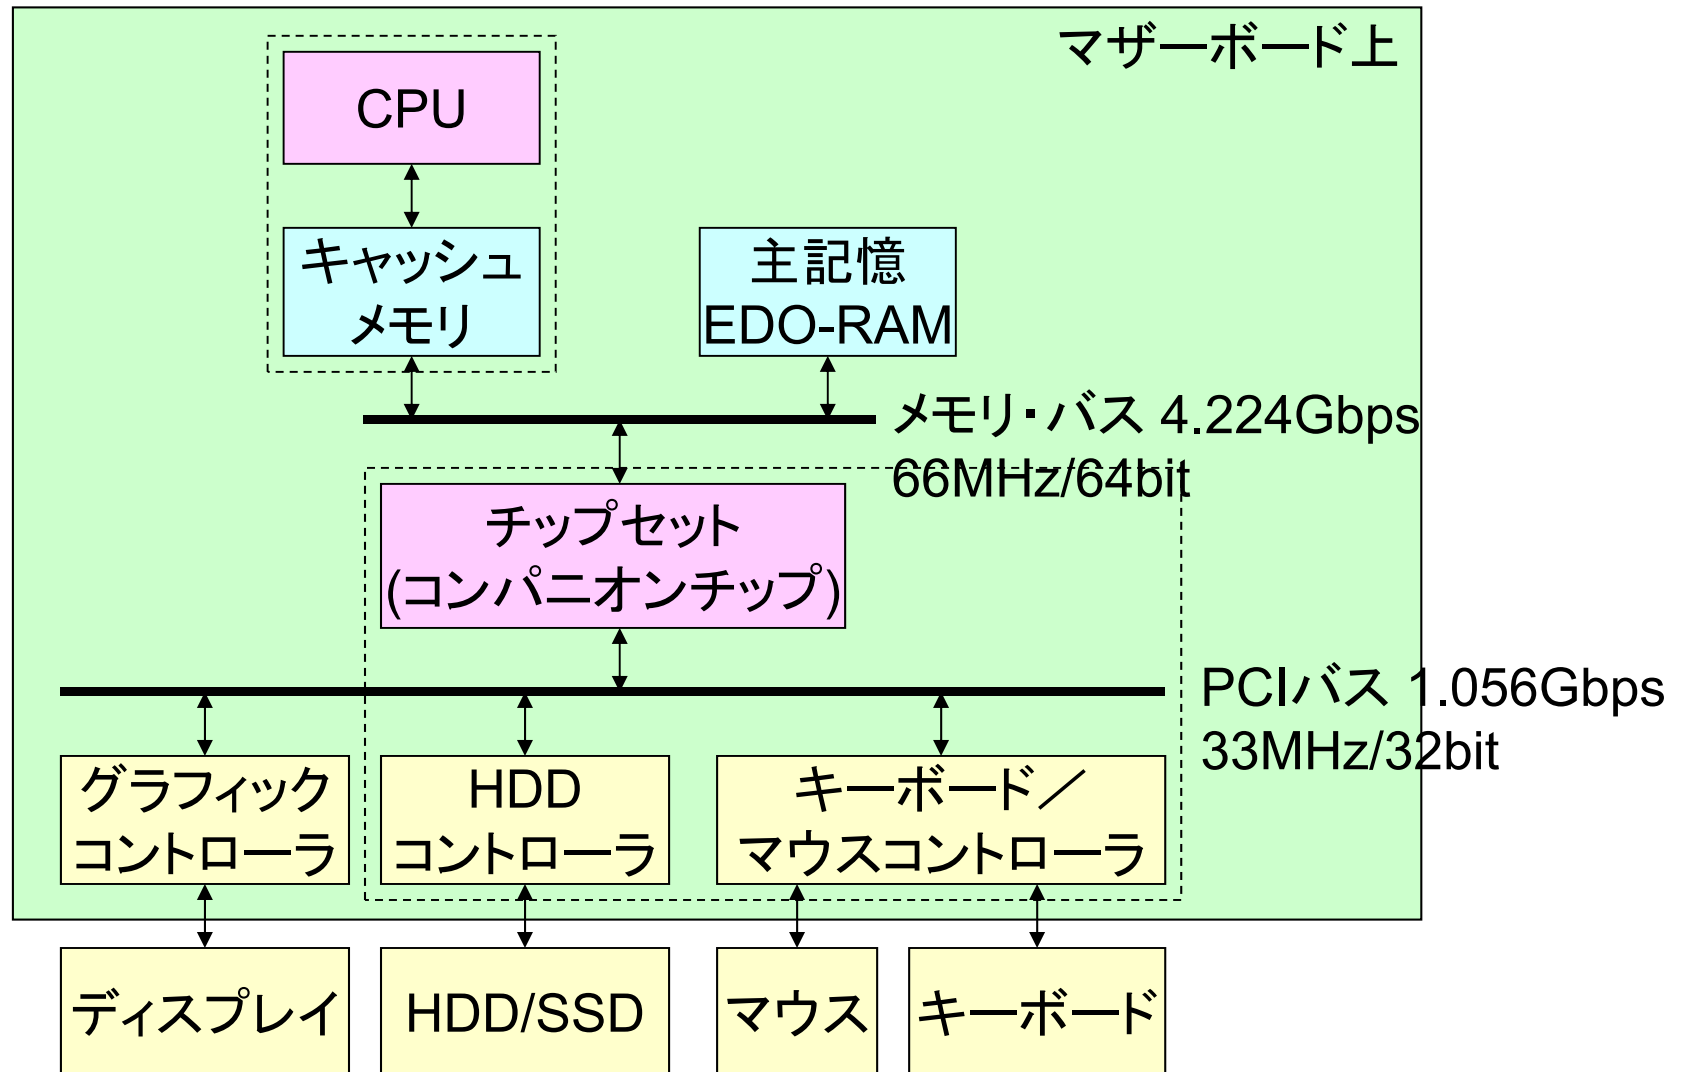 マザーボード上
CPU
キャッシュ
メモリ
主記憶
EDO-RAM
メモリ・バス 4.224Gbps
66MHz/64bit
チップセット
(コンパニオンチップ)
PCIバス 1.056Gbps
33MHz/32bit
グラフィック
コントローラ
HDD
コントローラ
キーボード／
マウスコントローラ
ディスプレイ
HDD/SSD
マウス
キーボード